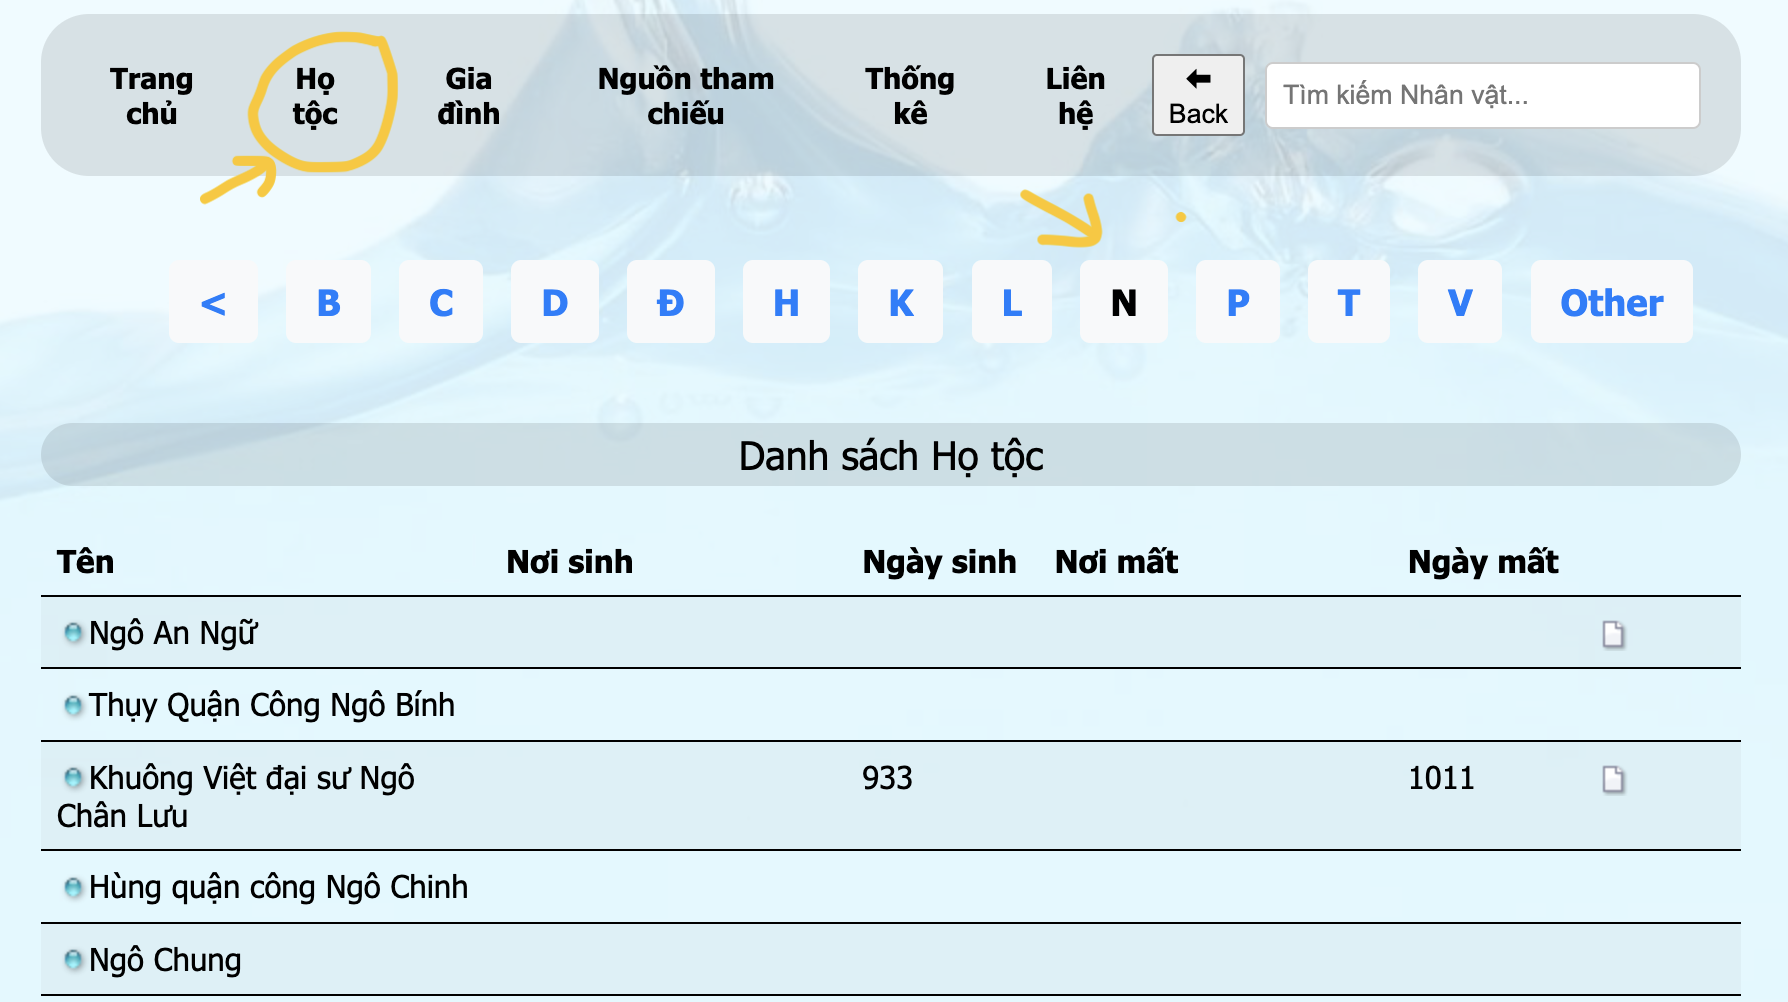 Trang chủ
Họ tộc
Gia đình
Nguồn tham chiếu
Thống kê
Liên hệ
Back
Tìm kiếm Nhân vật...
< B C D Đ H K L N P T V Other
Danh sách Họ tộc
Tên Nơi sinh Ngày sinh Nơi mất Ngày mất
Ngô An Ngữ
Thụy Quận Công Ngô Bính
Khuông Việt đại sư Ngô 933 1011
Chân Lưu
Hùng quận công Ngô Chinh
Ngô Chung